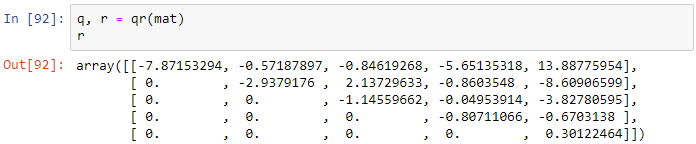 In [92]: q, r = qr(mat)
r
Out[92]: array([[-7.87153294, -0.57187897, -0.84619268, -5.65135318, 13.88775954],
[ 0.        , -2.9379176 ,  2.13729633, -0.8603548 , -8.60906599],
[ 0.        ,  0.        , -1.14559662, -0.04953914, -3.82780595],
[ 0.        ,  0.        ,  0.        , -0.80711066, -0.6703138 ],
[ 0.        ,  0.        ,  0.        ,  0.        ,  0.30122464]])